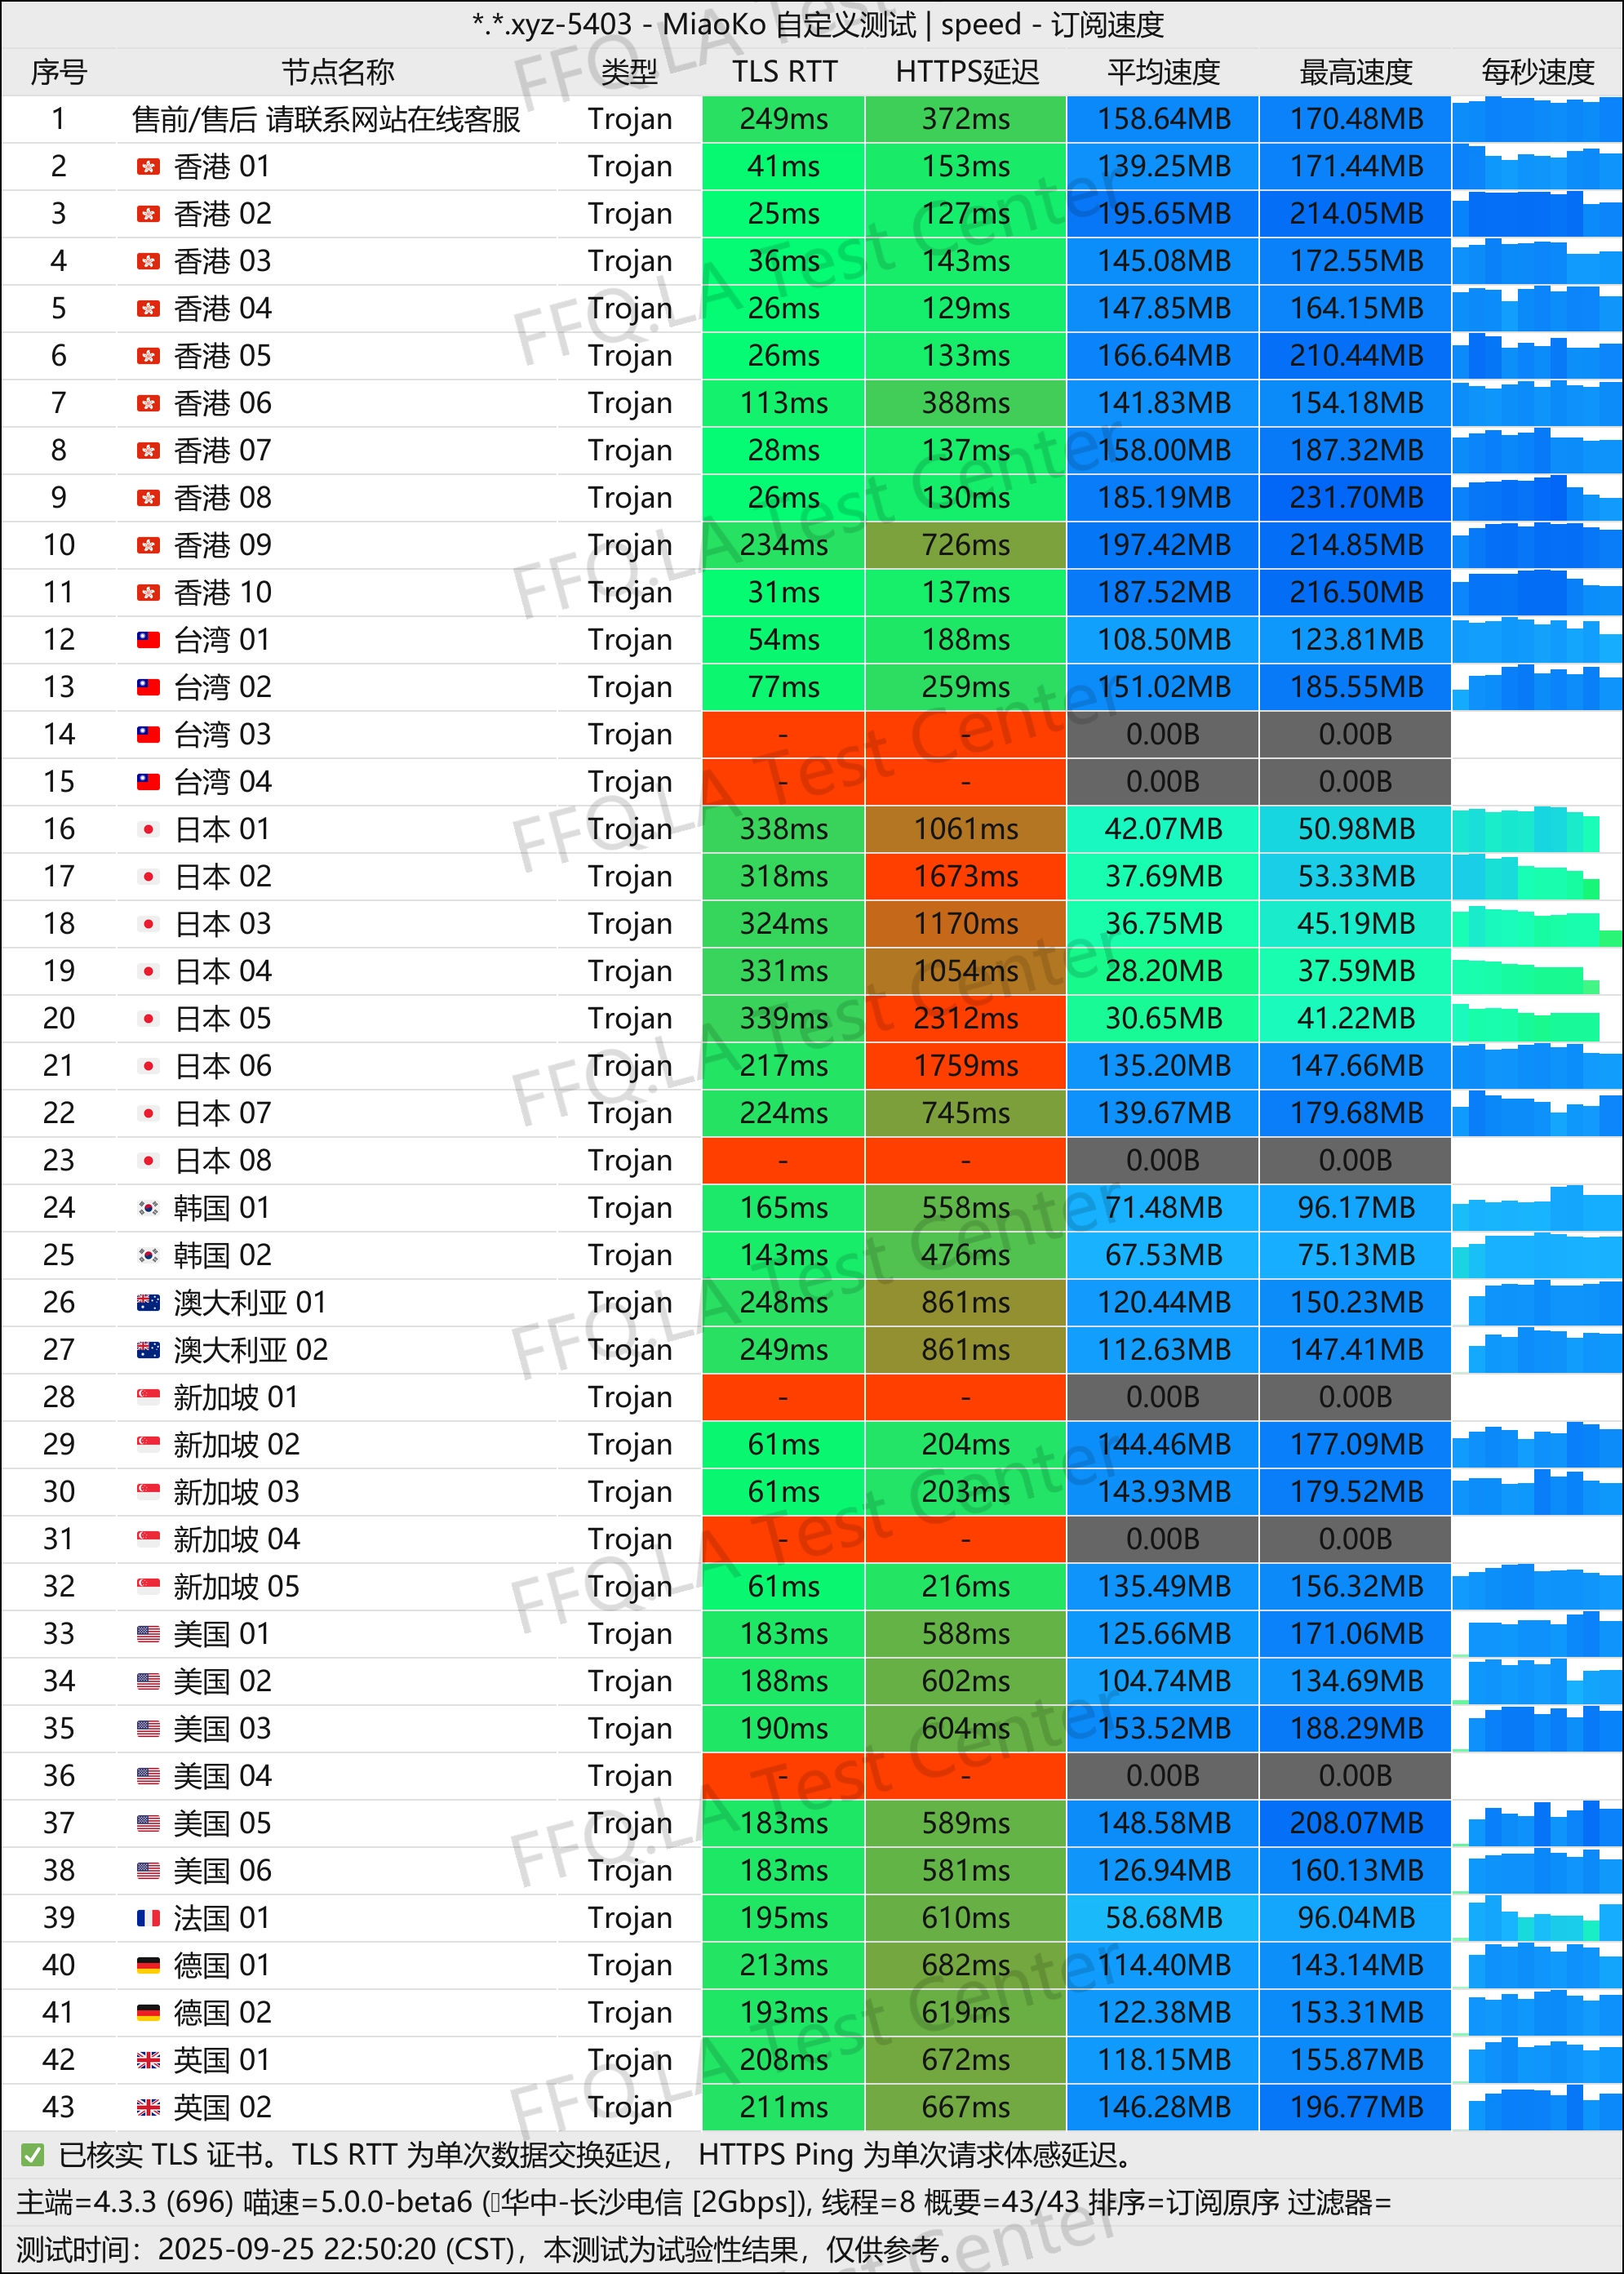 *.*.xyz-5403 - MiaoKo 自定义测试 | speed - 订阅速度
序号 节点名称 类型 TLS RTT HTTPS延迟 平均速度 最高速度 每秒速度
1 售前/售后 请联系网站在线客服 Trojan 249ms 372ms 158.64MB 170.48MB
2 香港 01 Trojan 41ms 153ms 139.25MB 171.44MB
3 香港 02 Trojan 25ms 127ms 195.65MB 214.05MB
4 香港 03 Trojan 36ms 143ms 145.08MB 172.55MB
5 香港 04 Trojan 26ms 129ms 147.85MB 164.15MB
6 香港 05 Trojan 26ms 133ms 166.64MB 210.44MB
7 香港 06 Trojan 113ms 388ms 141.83MB 154.18MB
8 香港 07 Trojan 28ms 137ms 158.00MB 187.32MB
9 香港 08 Trojan 26ms 130ms 185.19MB 231.70MB
10 香港 09 Trojan 234ms 726ms 197.42MB 214.85MB
11 香港 10 Trojan 31ms 137ms 187.52MB 216.50MB
12 台湾 01 Trojan 54ms 188ms 108.50MB 123.81MB
13 台湾 02 Trojan 77ms 259ms 151.02MB 185.55MB
14 台湾 03 Trojan - - 0.00B 0.00B
15 台湾 04 Trojan - - 0.00B 0.00B
16 日本 01 Trojan 338ms 1061ms 42.07MB 50.98MB
17 日本 02 Trojan 318ms 1673ms 37.69MB 53.33MB
18 日本 03 Trojan 324ms 1170ms 36.75MB 45.19MB
19 日本 04 Trojan 331ms 1054ms 28.20MB 37.59MB
20 日本 05 Trojan 339ms 2312ms 30.65MB 41.22MB
21 日本 06 Trojan 217ms 1759ms 135.20MB 147.66MB
22 日本 07 Trojan 224ms 745ms 139.67MB 179.68MB
23 日本 08 Trojan - - 0.00B 0.00B
24 韩国 01 Trojan 165ms 558ms 71.48MB 96.17MB
25 韩国 02 Trojan 143ms 476ms 67.53MB 75.13MB
26 澳大利亚 01 Trojan 248ms 861ms 120.44MB 150.23MB
27 澳大利亚 02 Trojan 249ms 861ms 112.63MB 147.41MB
28 新加坡 01 Trojan - - 0.00B 0.00B
29 新加坡 02 Trojan 61ms 204ms 144.46MB 177.09MB
30 新加坡 03 Trojan 61ms 203ms 143.93MB 179.52MB
31 新加坡 04 Trojan - - 0.00B 0.00B
32 新加坡 05 Trojan 61ms 216ms 135.49MB 156.32MB
33 美国 01 Trojan 183ms 588ms 125.66MB 171.06MB
34 美国 02 Trojan 188ms 602ms 104.74MB 134.69MB
35 美国 03 Trojan 190ms 604ms 153.52MB 188.29MB
36 美国 04 Trojan - - 0.00B 0.00B
37 美国 05 Trojan 183ms 589ms 148.58MB 208.07MB
38 美国 06 Trojan 183ms 581ms 126.94MB 160.13MB
39 法国 01 Trojan 195ms 610ms 58.68MB 96.04MB
40 德国 01 Trojan 213ms 682ms 114.40MB 143.14MB
41 德国 02 Trojan 193ms 619ms 122.38MB 153.31MB
42 英国 01 Trojan 208ms 672ms 118.15MB 155.87MB
43 英国 02 Trojan 211ms 667ms 146.28MB 196.77MB
✅ 已核实 TLS 证书。TLS RTT 为单次数据交换延迟， HTTPS Ping 为单次请求体感延迟。
主端=4.3.3 (696) 喵速=5.0.0-beta6 (华中-长沙电信 [2Gbps]), 线程=8 概要=43/43 排序=订阅原序 过滤器=
测试时间：2025-09-25 22:50:20 (CST)，本测试为试验性结果，仅供参考。
FFQ.LA Test Center
FFQ.LA Test Center
FFQ.LA Test Center
FFQ.LA Test Center
FFQ.LA Test Center
FFQ.LA Test Center
FFQ.LA Test Center
FFQ.LA Test Center
FFQ.LA Test Center